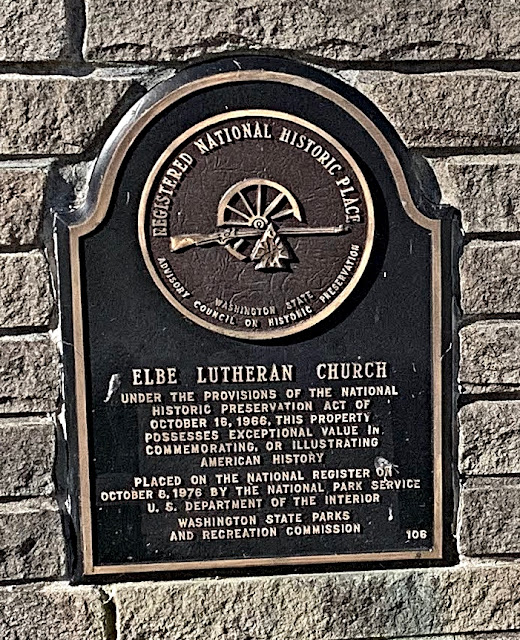 REGISTERED NATIONAL HISTORIC PLACE
WASHINGTON STATE
ADVISORY COUNCIL ON HISTORIC PRESERVATION
ELBE LUTHERAN CHURCH
UNDER THE PROVISIONS OF THE NATIONAL
HISTORIC PRESERVATION ACT OF
OCTOBER 16, 1966, THIS PROPERTY
POSSESSES EXCEPTIONAL VALUE IN
COMMEMORATING, OR ILLUSTRATING
AMERICAN HISTORY
PLACED ON THE NATIONAL REGISTER ON
OCTOBER 8, 1976 BY THE NATIONAL PARK SERVICE
U. S. DEPARTMENT OF THE INTERIOR
WASHINGTON STATE PARKS
AND RECREATION COMMISSION
106